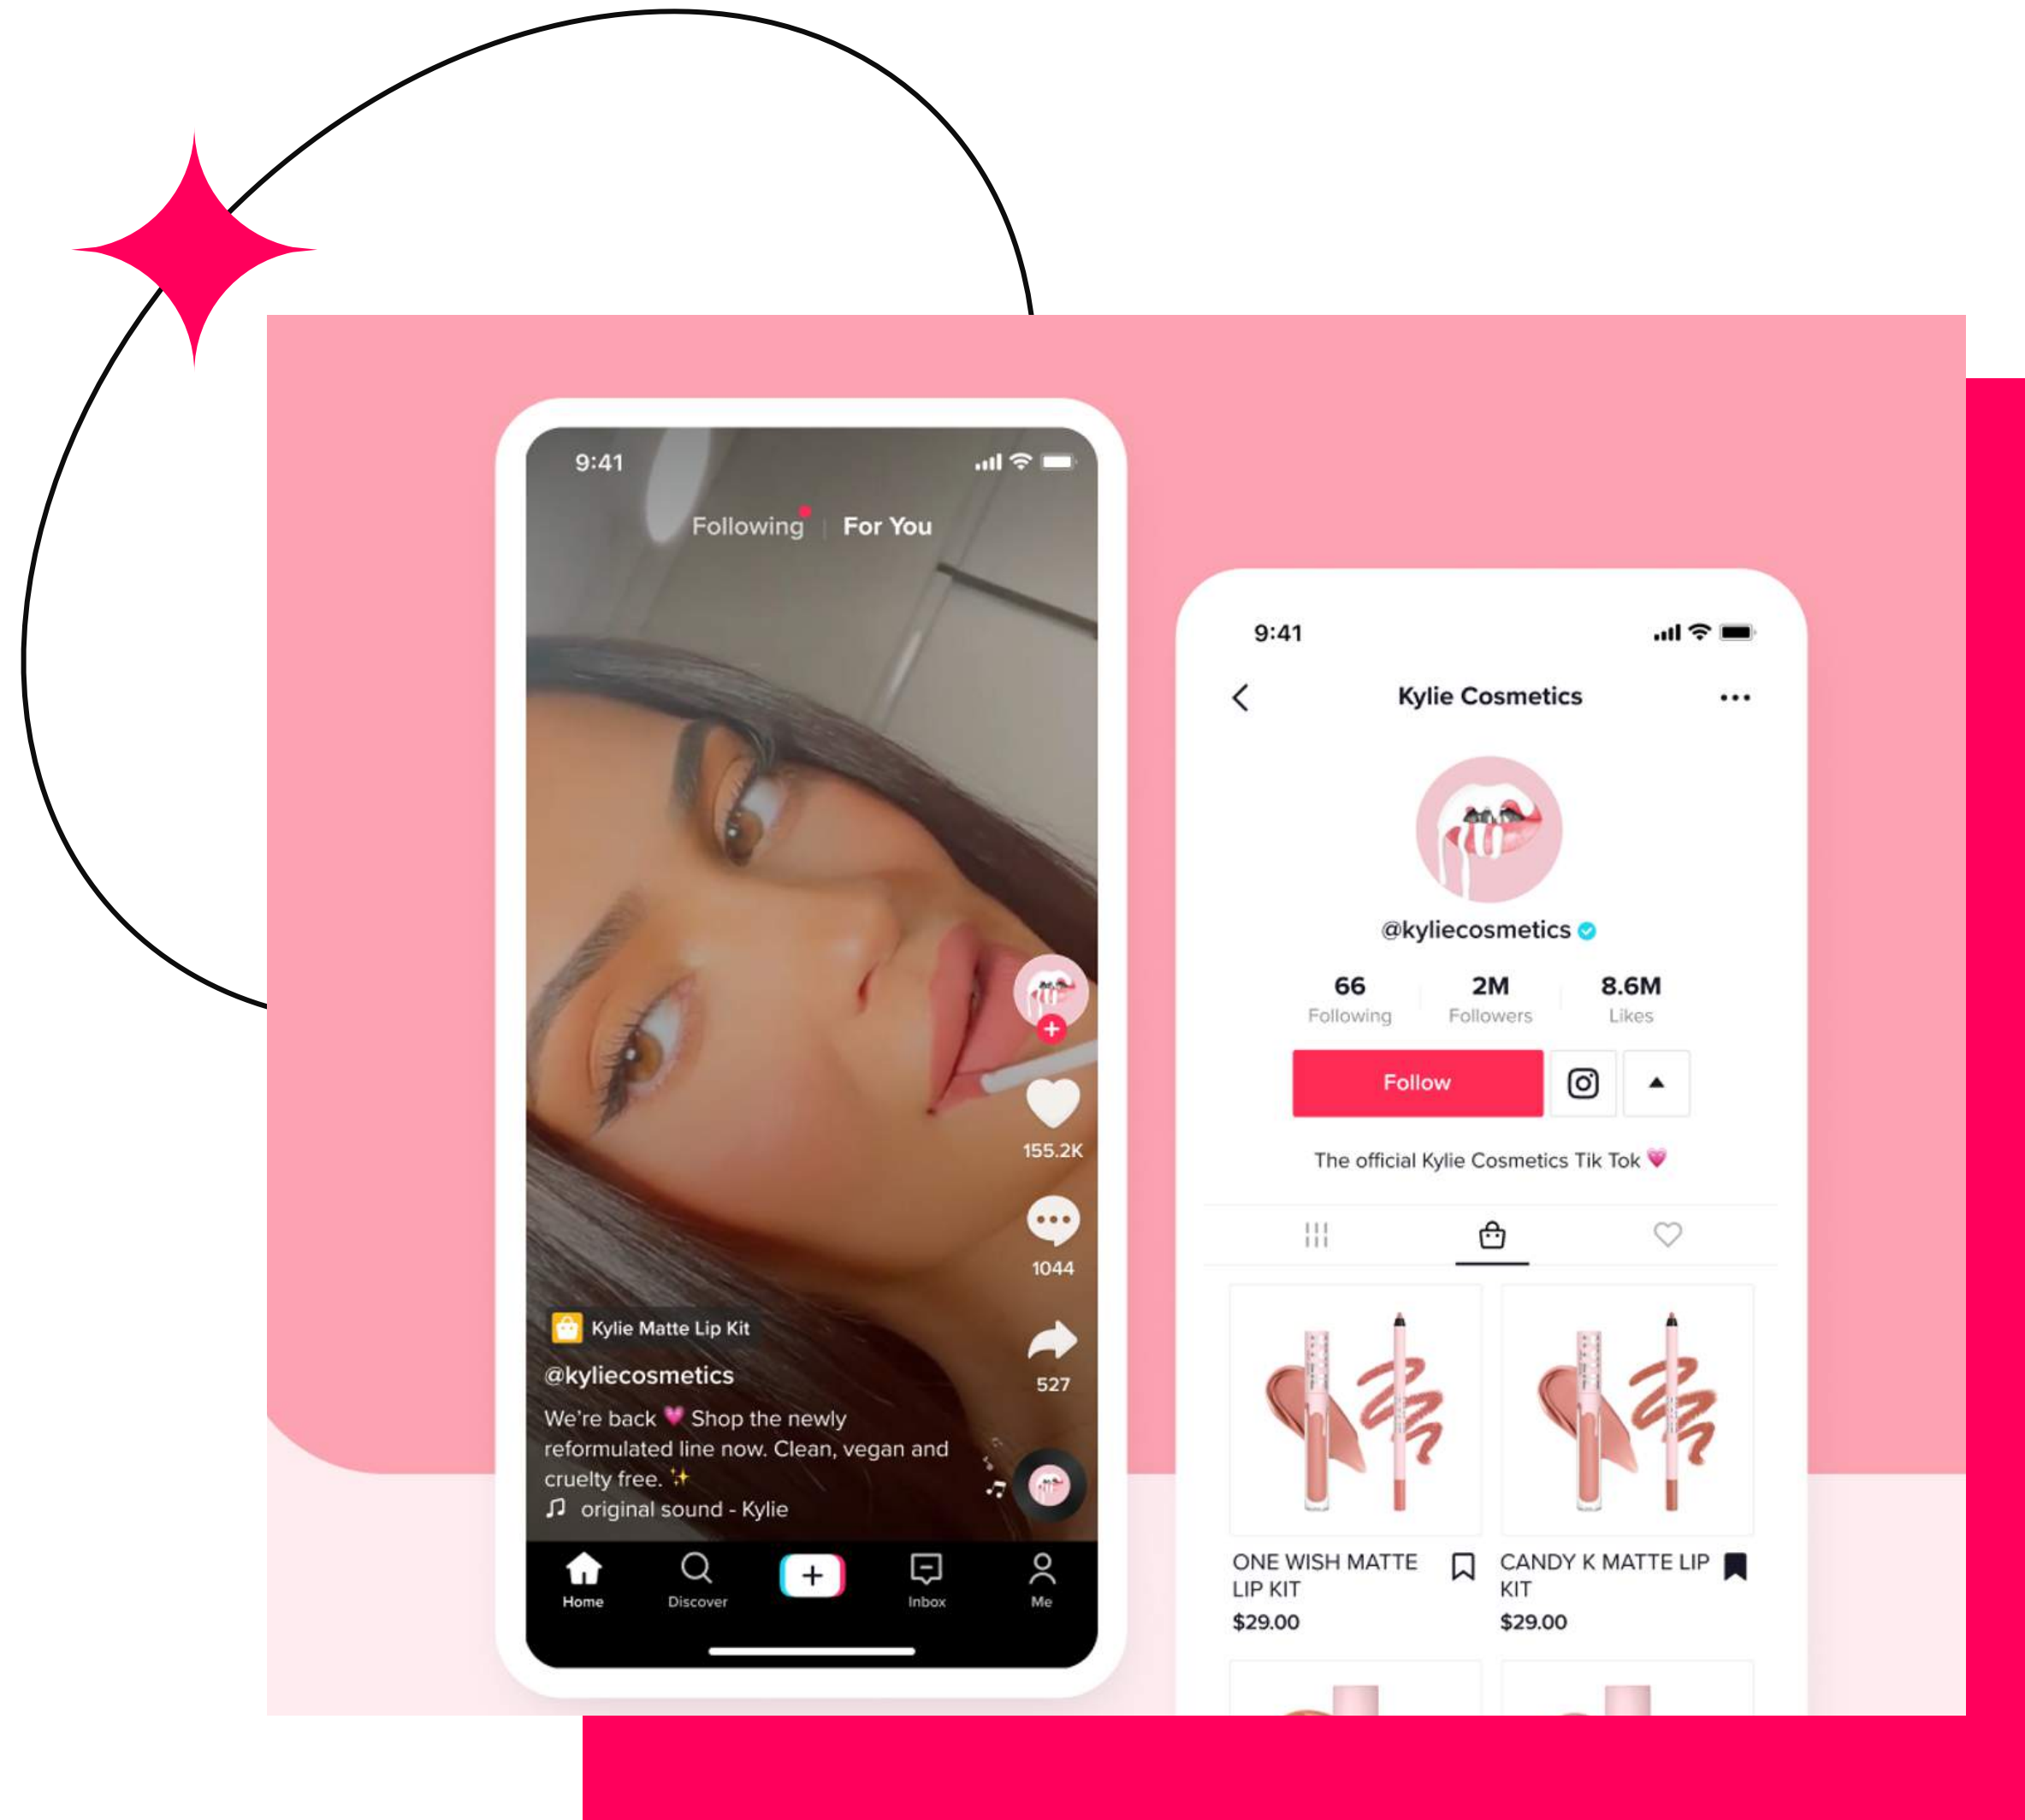 9:41
Following | For You
155.2K
1044
527
Kylie Matte Lip Kit
@kyliecosmetics
We're back 💗 Shop the newly
reformulated line now. Clean, vegan and
cruelty free. ✨
original sound - Kylie
Home
Discover
Inbox
Me
9:41
Kylie Cosmetics
@kyliecosmetics
66 2M 8.6M
Following Followers Likes
Follow
The official Kylie Cosmetics Tik Tok 💗
ONE WISH MATTE
LIP KIT
$29.00
CANDY K MATTE LIP
KIT
$29.00